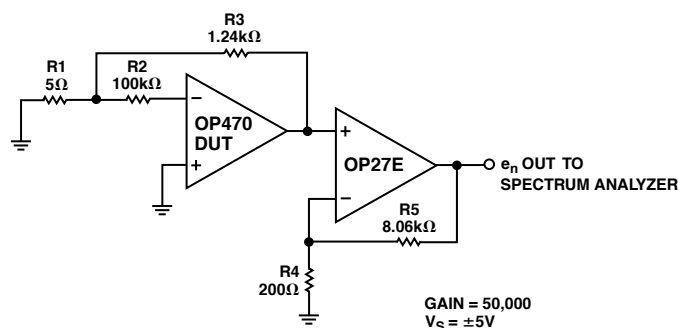 R3
1.24kΩ
R1
5Ω
R2
100kΩ
−
OP470
DUT
+
+
OP27E
−
en OUT TO
SPECTRUM ANALYZER
R5
8.06kΩ
R4
200Ω
GAIN = 50,000
VS = ±5V